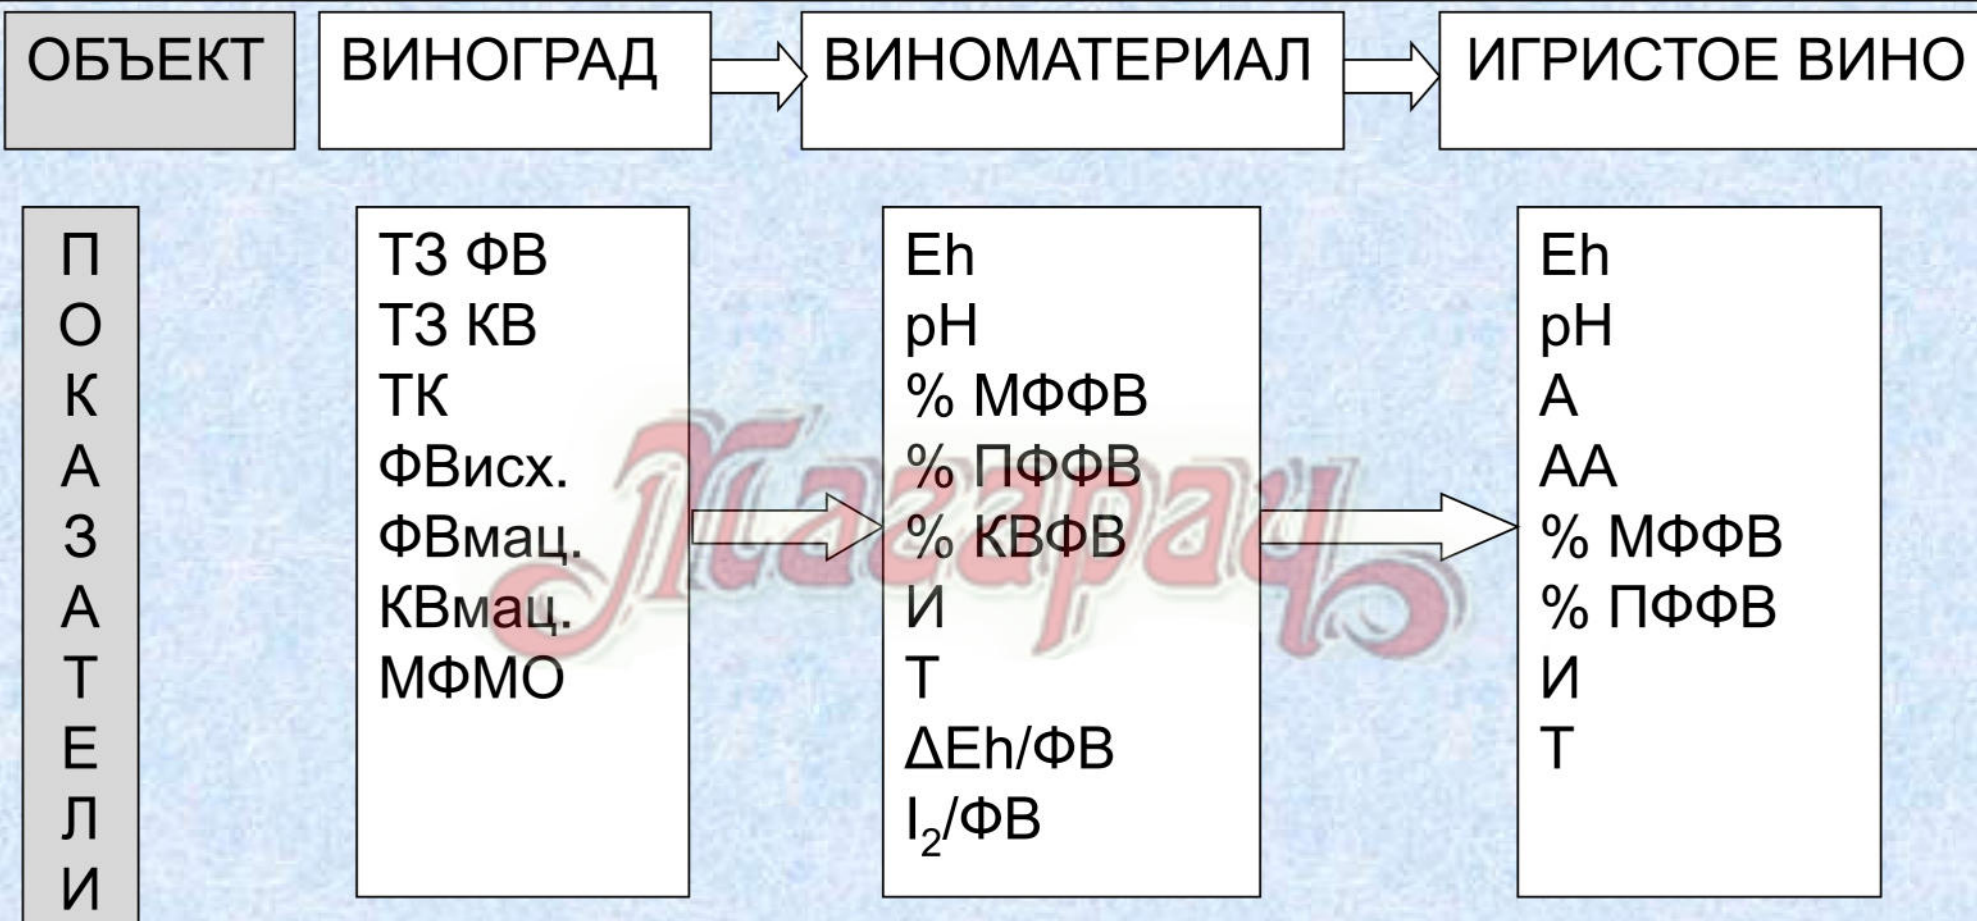 ОБЪЕКТ
ВИНОГРАД
ВИНОМАТЕРИАЛ
ИГРИСТОЕ ВИНО
ПОКАЗАТЕЛИ
ТЗ ФВ
ТЗ КВ
ТК
ФВисх.
ФВмац.
КВмац.
МФМО
Eh
pH
% МФФВ
% ПФФВ
% КВФВ
И
Т
ΔEh/ФВ
I₂/ФВ
Eh
pH
А
АА
% МФФВ
% ПФФВ
И
Т
Магарач